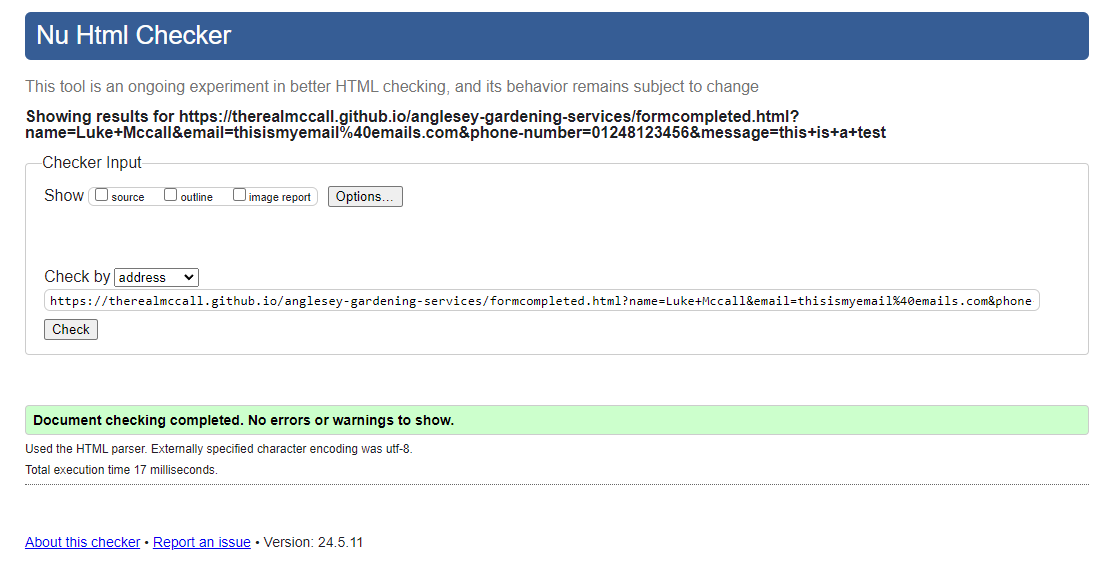 Nu Html Checker
This tool is an ongoing experiment in better HTML checking, and its behavior remains subject to change
Showing results for https://therealmccall.github.io/anglesey-gardening-services/formcompleted.html?
name=Luke+Mccall&email=thisismyemail%40emails.com&phone-number=01248123456&message=this+is+a+test
Checker Input
Show source outline image report Options...
Check by address
https://therealmccall.github.io/anglesey-gardening-services/formcompleted.html?name=Luke+Mccall&email=thisismyemail%40emails.com&phone
Check
Document checking completed. No errors or warnings to show.
Used the HTML parser. Externally specified character encoding was utf-8.
Total execution time 17 milliseconds.
About this checker • Report an issue • Version: 24.5.11